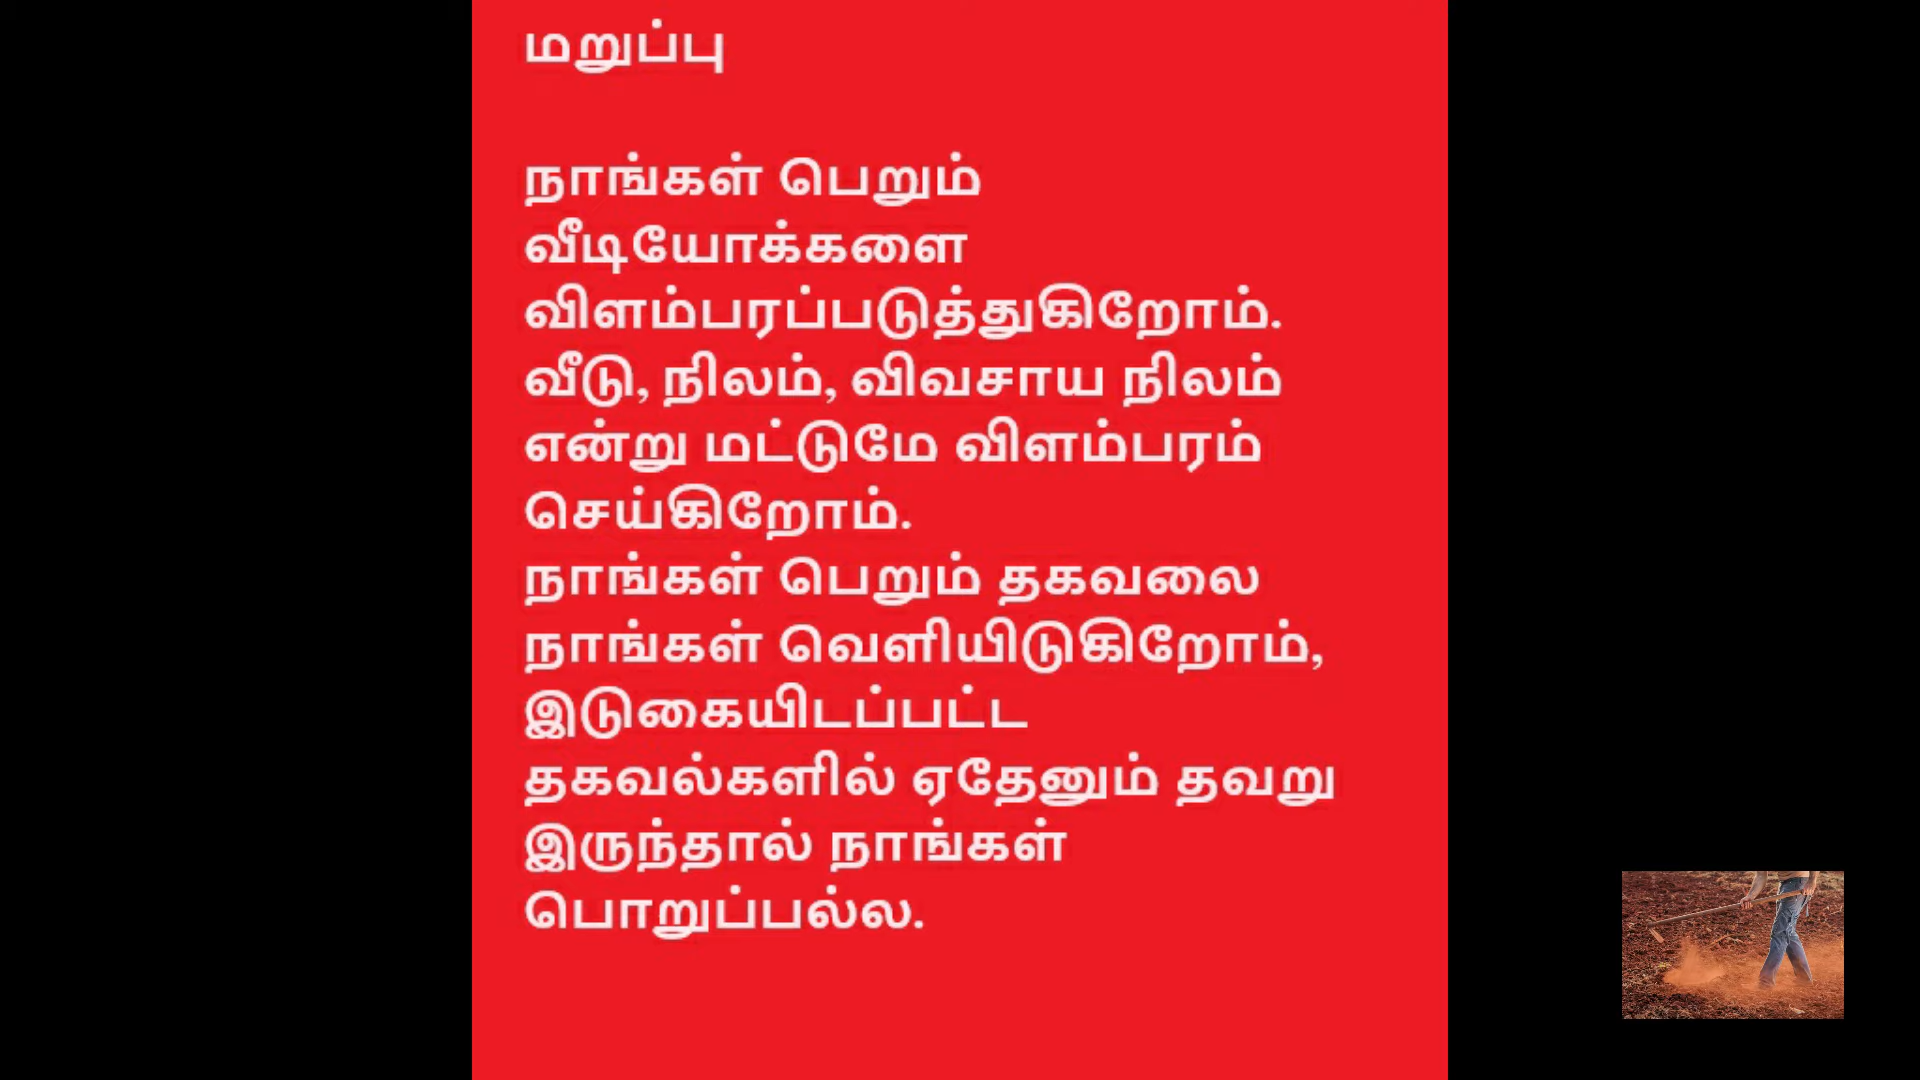 மறுப்பு
நாங்கள் பெறும்
வீடியோக்களை
விளம்பரப்படுத்துகிறோம்.
வீடு, நிலம், விவசாய நிலம்
என்று மட்டுமே விளம்பரம்
செய்கிறோம்.
நாங்கள் பெறும் தகவலை
நாங்கள் வெளியிடுகிறோம்,
இடுகையிடப்பட்ட
தகவல்களில் ஏதேனும் தவறு
இருந்தால் நாங்கள்
பொறுப்பல்ல.